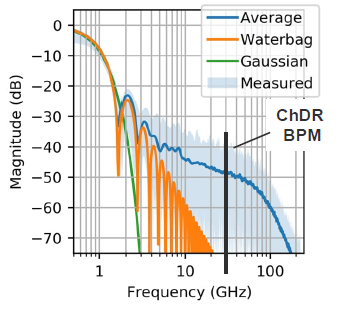 Average
Waterbag
Gaussian
Measured
ChDR
BPM
Magnitude (dB)
0
−10
−20
−30
−40
−50
−60
−70
1
10
100
Frequency (GHz)